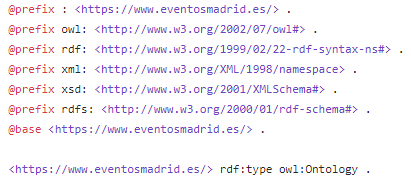 @prefix : <https://www.eventosmadrid.es/> .
@prefix owl: <http://www.w3.org/2002/07/owl#> .
@prefix rdf: <http://www.w3.org/1999/02/22-rdf-syntax-ns#> .
@prefix xml: <http://www.w3.org/XML/1998/namespace> .
@prefix xsd: <http://www.w3.org/2001/XMLSchema#> .
@prefix rdfs: <http://www.w3.org/2000/01/rdf-schema#> .
@base <https://www.eventosmadrid.es/> .
<https://www.eventosmadrid.es/> rdf:type owl:Ontology .